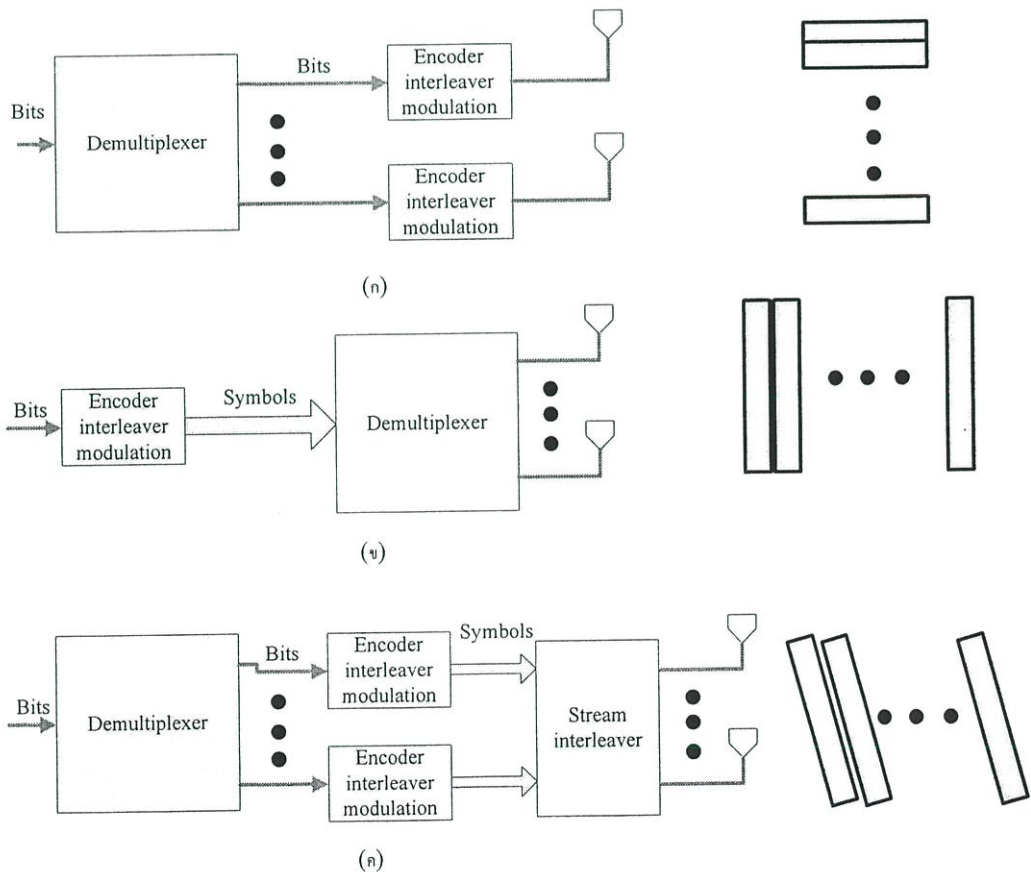 Bits
Demultiplexer
Bits
Encoder
interleaver
modulation
Encoder
interleaver
modulation
(ก)
Bits
Encoder
interleaver
modulation
Symbols
Demultiplexer
(ข)
Bits
Demultiplexer
Bits
Encoder
interleaver
modulation
Encoder
interleaver
modulation
Symbols
Stream
interleaver
(ค)